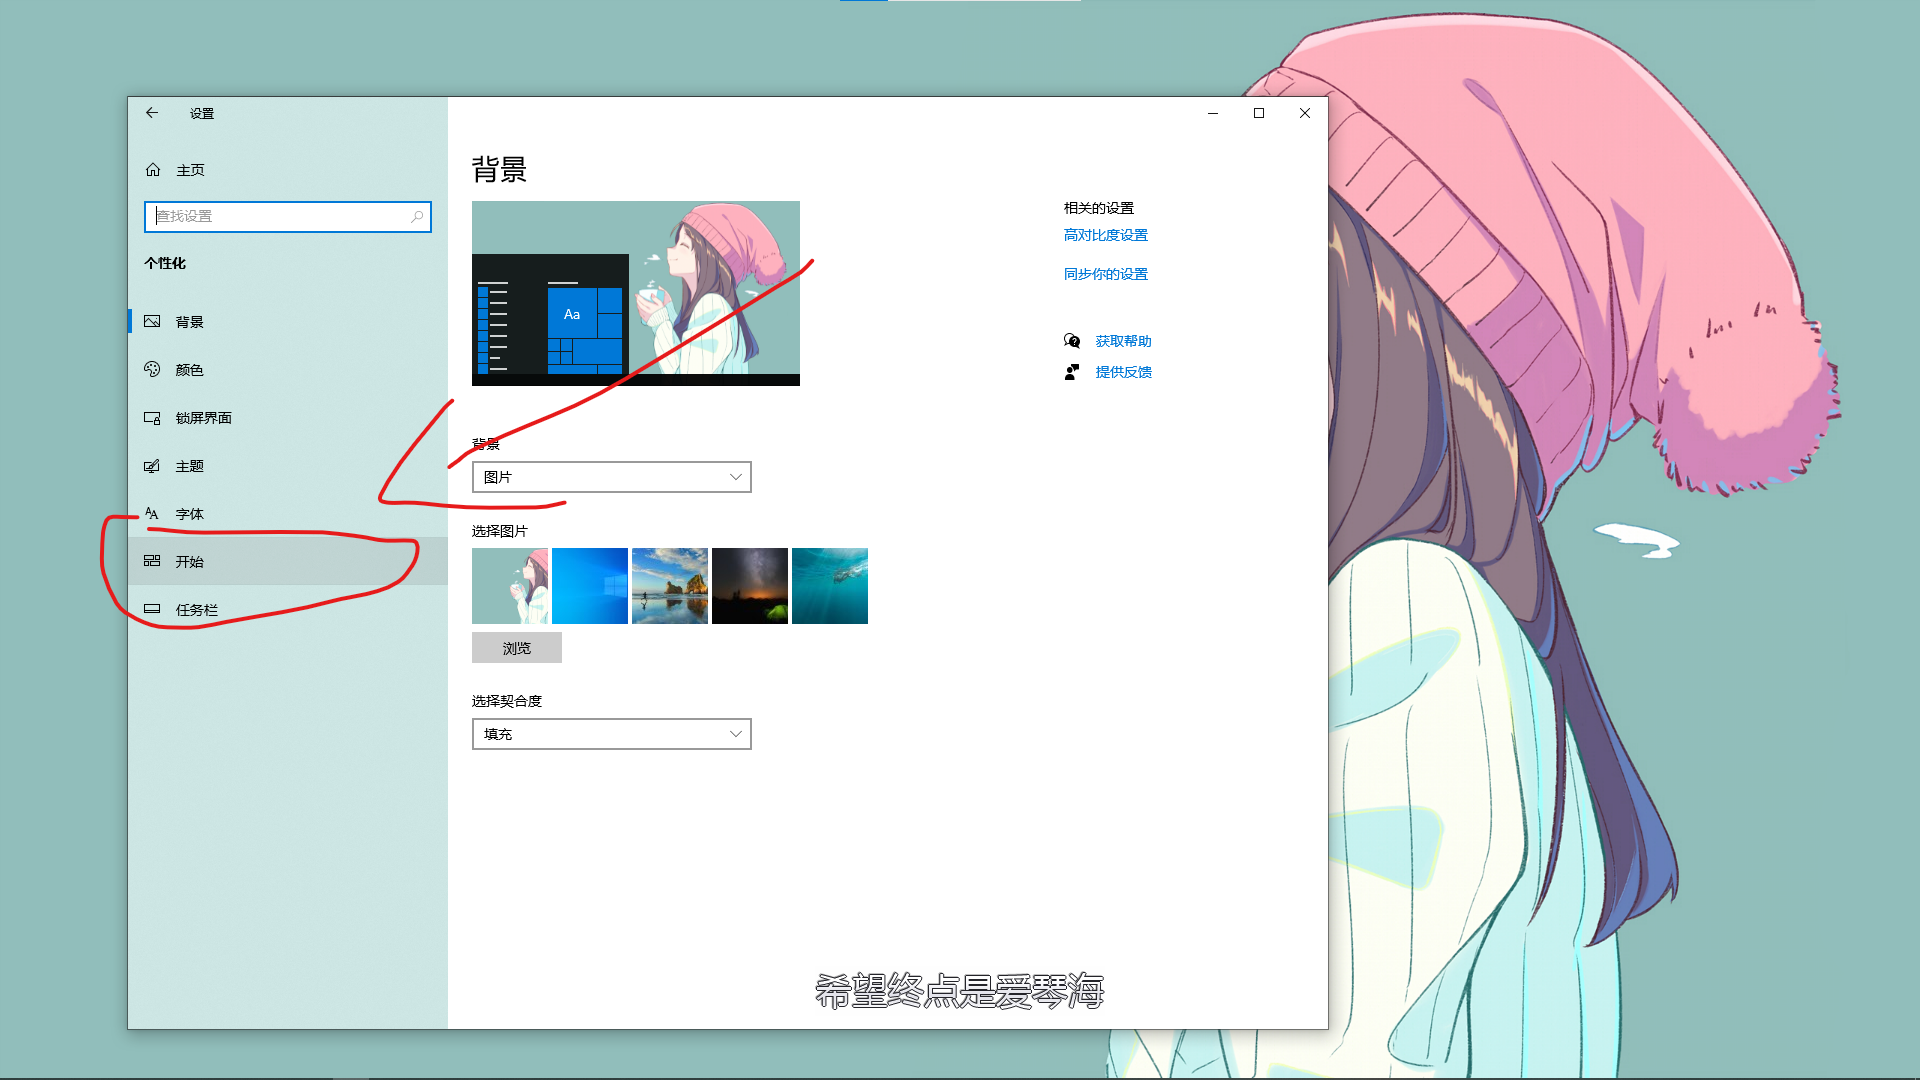 设置
主页
查找设置
个性化
背景
颜色
锁屏界面
主题
字体
开始
任务栏
背景
Aa
背景
图片
选择图片
浏览
选择契合度
填充
相关的设置
高对比度设置
同步你的设置
获取帮助
提供反馈
希望终点是爱琴海